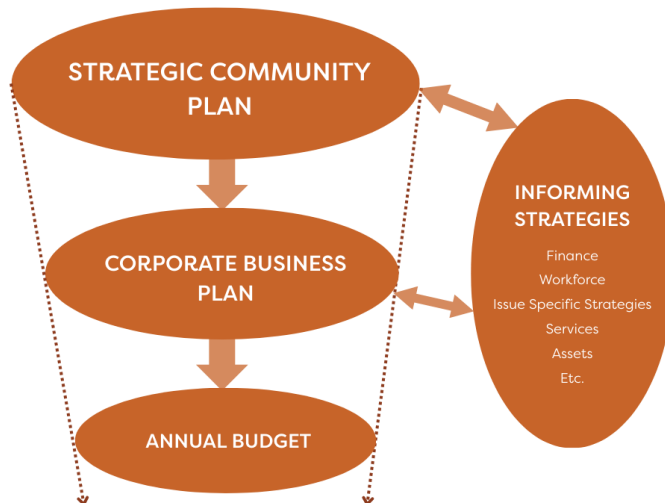 STRATEGIC COMMUNITY
PLAN
CORPORATE BUSINESS
PLAN
ANNUAL BUDGET
INFORMING
STRATEGIES
Finance
Workforce
Issue Specific Strategies
Services
Assets
Etc.